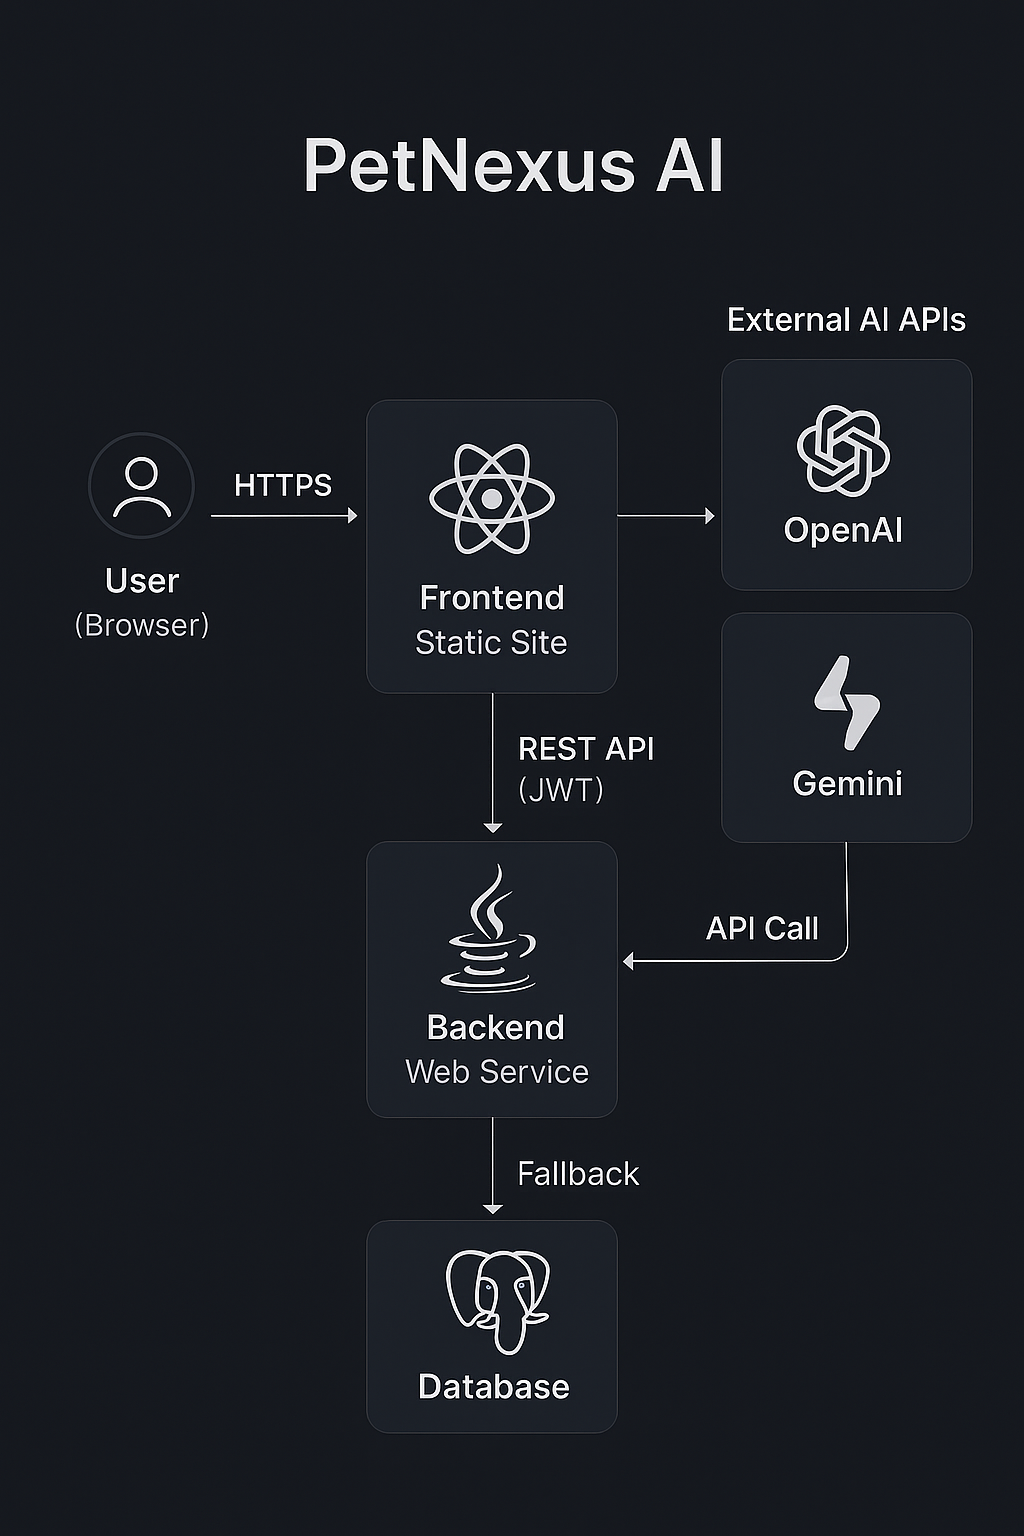 PetNexus AI
External AI APIs
HTTPS
User
(Browser)
Frontend
Static Site
OpenAI
Gemini
REST API
(JWT)
API Call
Backend
Web Service
Fallback
Database